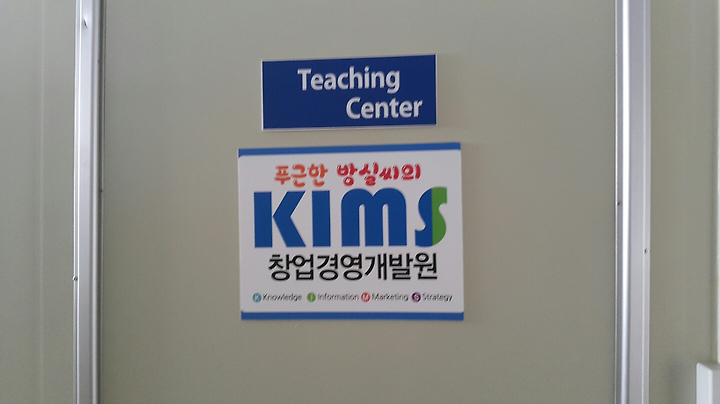 Teaching
Center
푸근한 방실씨의
KIMS
창업경영개발원
K Knowledge I Information M Marketing S Strategy